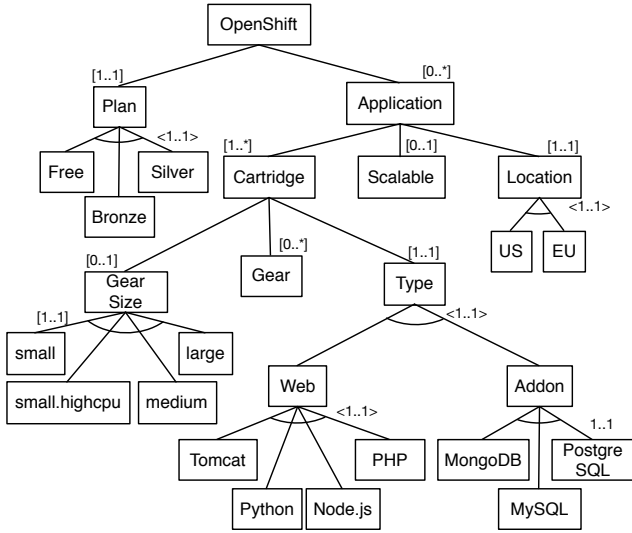 OpenShift
[1..1]
[0..*]
Plan
Application
<1..1>
[1..*]
[0..1]
[1..1]
Free
Silver
Cartridge
Scalable
Location
Bronze
<1..1>
US
EU
[0..1]
[0..*]
[1..1]
Gear
Size
Gear
Type
[1..1]
<1..1>
small
large
small.highcpu
medium
Web
Addon
<1..1>
1..1
Tomcat
PHP
MongoDB
Postgre
SQL
Python
Node.js
MySQL